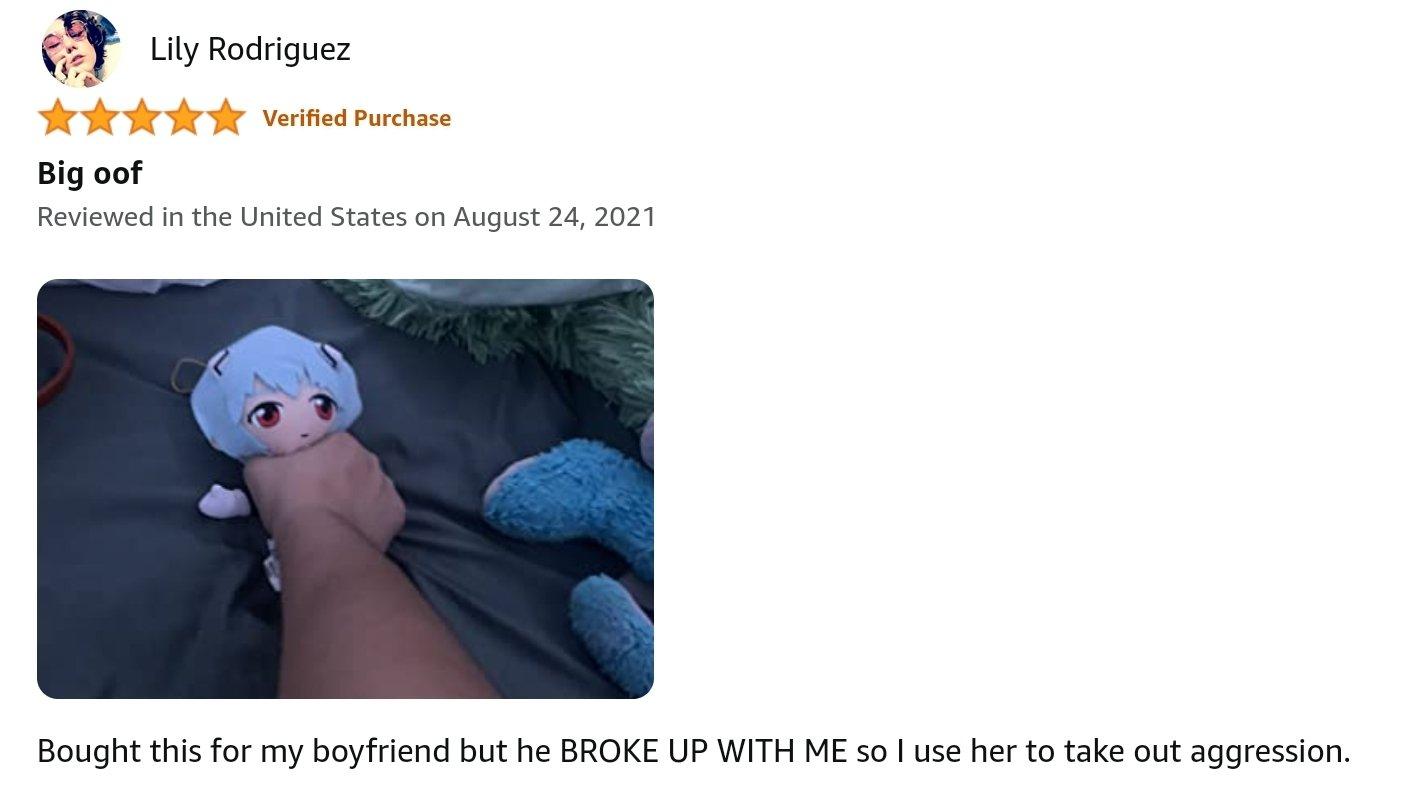 Lily Rodriguez
Verified Purchase
Big oof
Reviewed in the United States on August 24, 2021
Bought this for my boyfriend but he BROKE UP WITH ME so I use her to take out aggression.